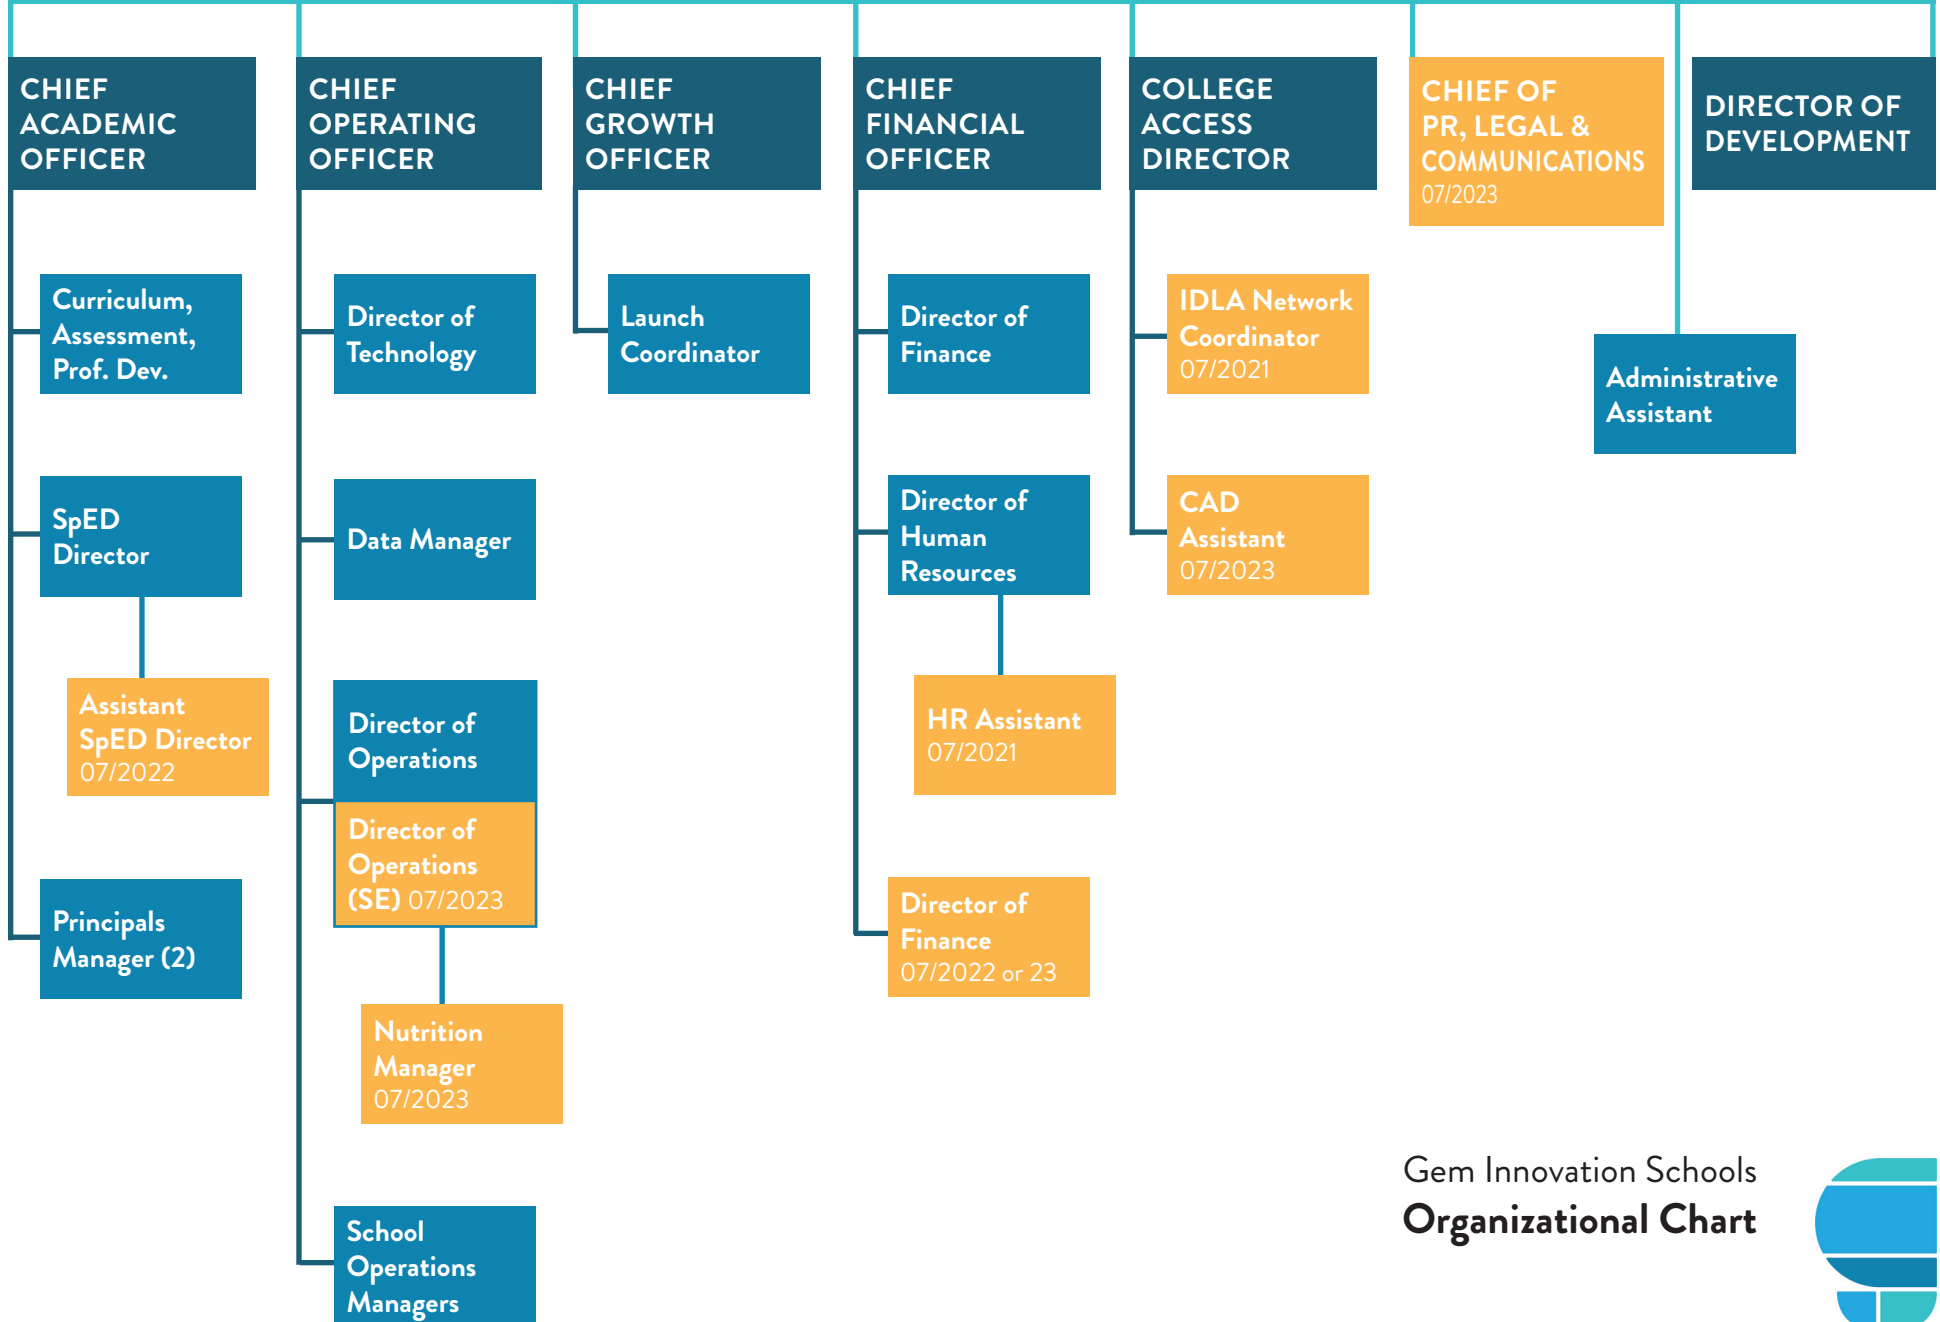 CHIEF
ACADEMIC
OFFICER
CHIEF
OPERATING
OFFICER
CHIEF
GROWTH
OFFICER
CHIEF
FINANCIAL
OFFICER
COLLEGE
ACCESS
DIRECTOR
CHIEF OF
PR, LEGAL &
COMMUNICATIONS
07/2023
DIRECTOR OF
DEVELOPMENT
Curriculum,
Assessment,
Prof. Dev.
Director of
Technology
Launch
Coordinator
Director of
Finance
IDLA Network
Coordinator
07/2021
Administrative
Assistant
SpED
Director
Data Manager
Director of
Human
Resources
CAD
Assistant
07/2023
Assistant
SpED Director
07/2022
Director of
Operations
HR Assistant
07/2021
Director of
Operations
(SE) 07/2023
Principals
Manager (2)
Director of
Finance
07/2022 or 23
Nutrition
Manager
07/2023
School
Operations
Managers
Gem Innovation Schools
Organizational Chart